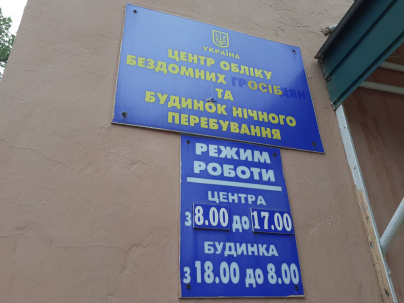 УКРАЇНА
ЦЕНТР ОБЛІКУ
БЕЗДОМНИХ ОСІБ
ТА
БУДИНОК НІЧНОГО
ПЕРЕБУВАННЯ
РЕЖИМ
РОБОТИ
ЦЕНТРА
З 8.00 ДО 17.00
БУДИНКА
З 18.00 ДО 8.00